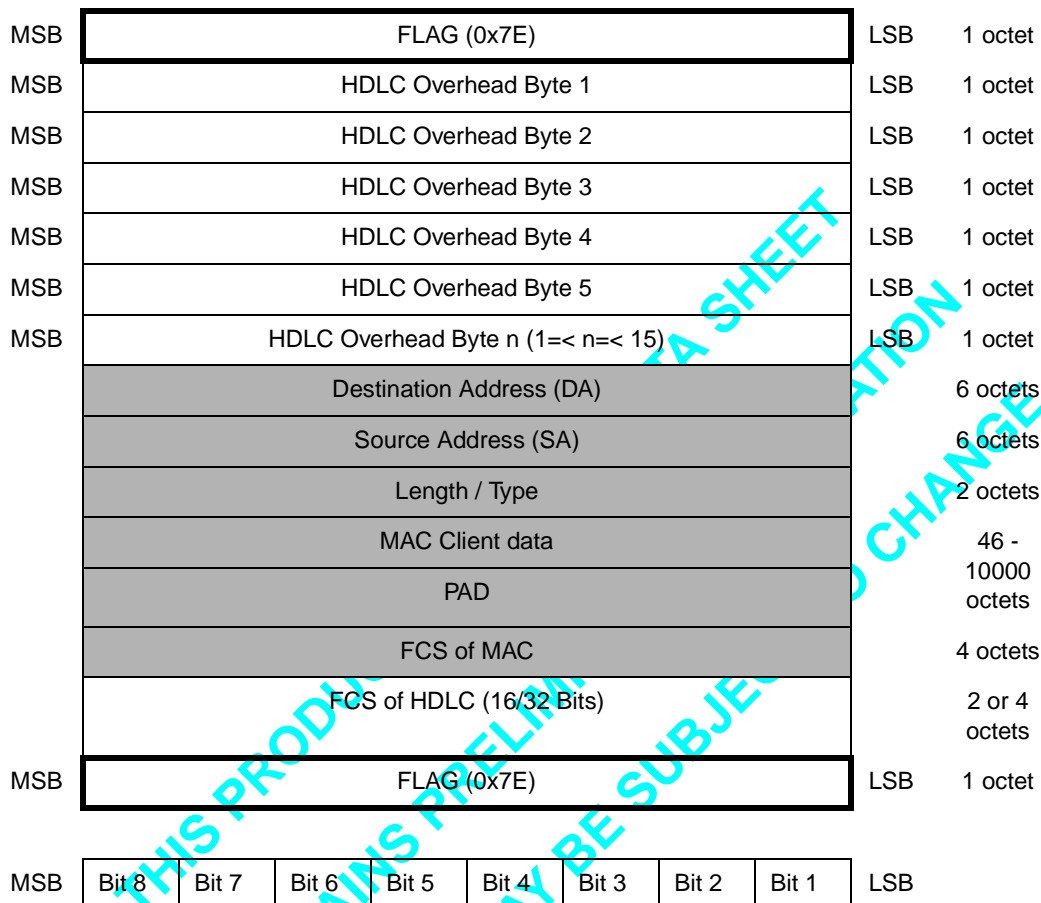 MSB FLAG (0x7E) LSB 1 octet
MSB HDLC Overhead Byte 1 LSB 1 octet
MSB HDLC Overhead Byte 2 LSB 1 octet
MSB HDLC Overhead Byte 3 LSB 1 octet
MSB HDLC Overhead Byte 4 LSB 1 octet
MSB HDLC Overhead Byte 5 LSB 1 octet
MSB HDLC Overhead Byte n (1=< n=< 15) LSB 1 octet
Destination Address (DA) 6 octets
Source Address (SA) 6 octets
Length / Type 2 octets
MAC Client data 46 -
10000
PAD octets
FCS of MAC 4 octets
FCS of HDLC (16/32 Bits) 2 or 4
octets
MSB FLAG (0x7E) LSB 1 octet
MSB Bit 8 Bit 7 Bit 6 Bit 5 Bit 4 Bit 3 Bit 2 Bit 1 LSB
THIS SHEET
CHANGE
BE